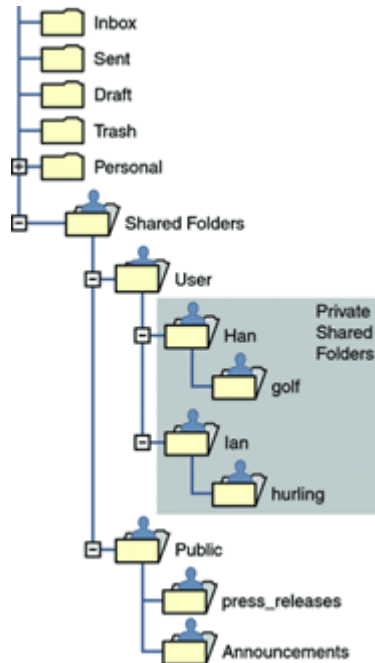 Inbox
Sent
Draft
Trash
Personal
Shared Folders
User
Private
Shared
Folders
Han
golf
Ian
hurling
Public
press_releases
Announcements